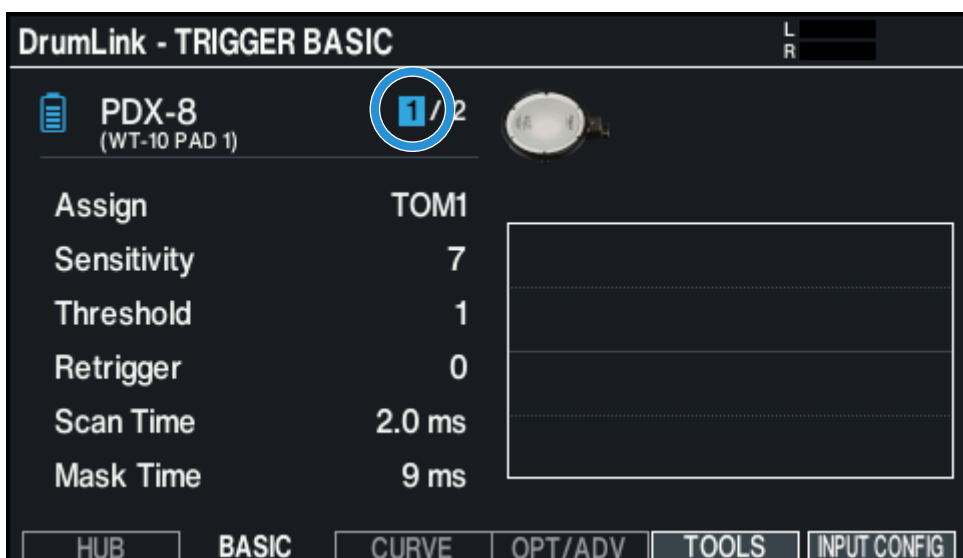 DrumLink - TRIGGER BASIC
L
R
PDX-8
1 / 2
(WT-10 PAD 1)
Assign TOM1
Sensitivity 7
Threshold 1
Retrigger 0
Scan Time 2.0 ms
Mask Time 9 ms
HUB BASIC CURVE OPT/ADV TOOLS INPUT CONFIG